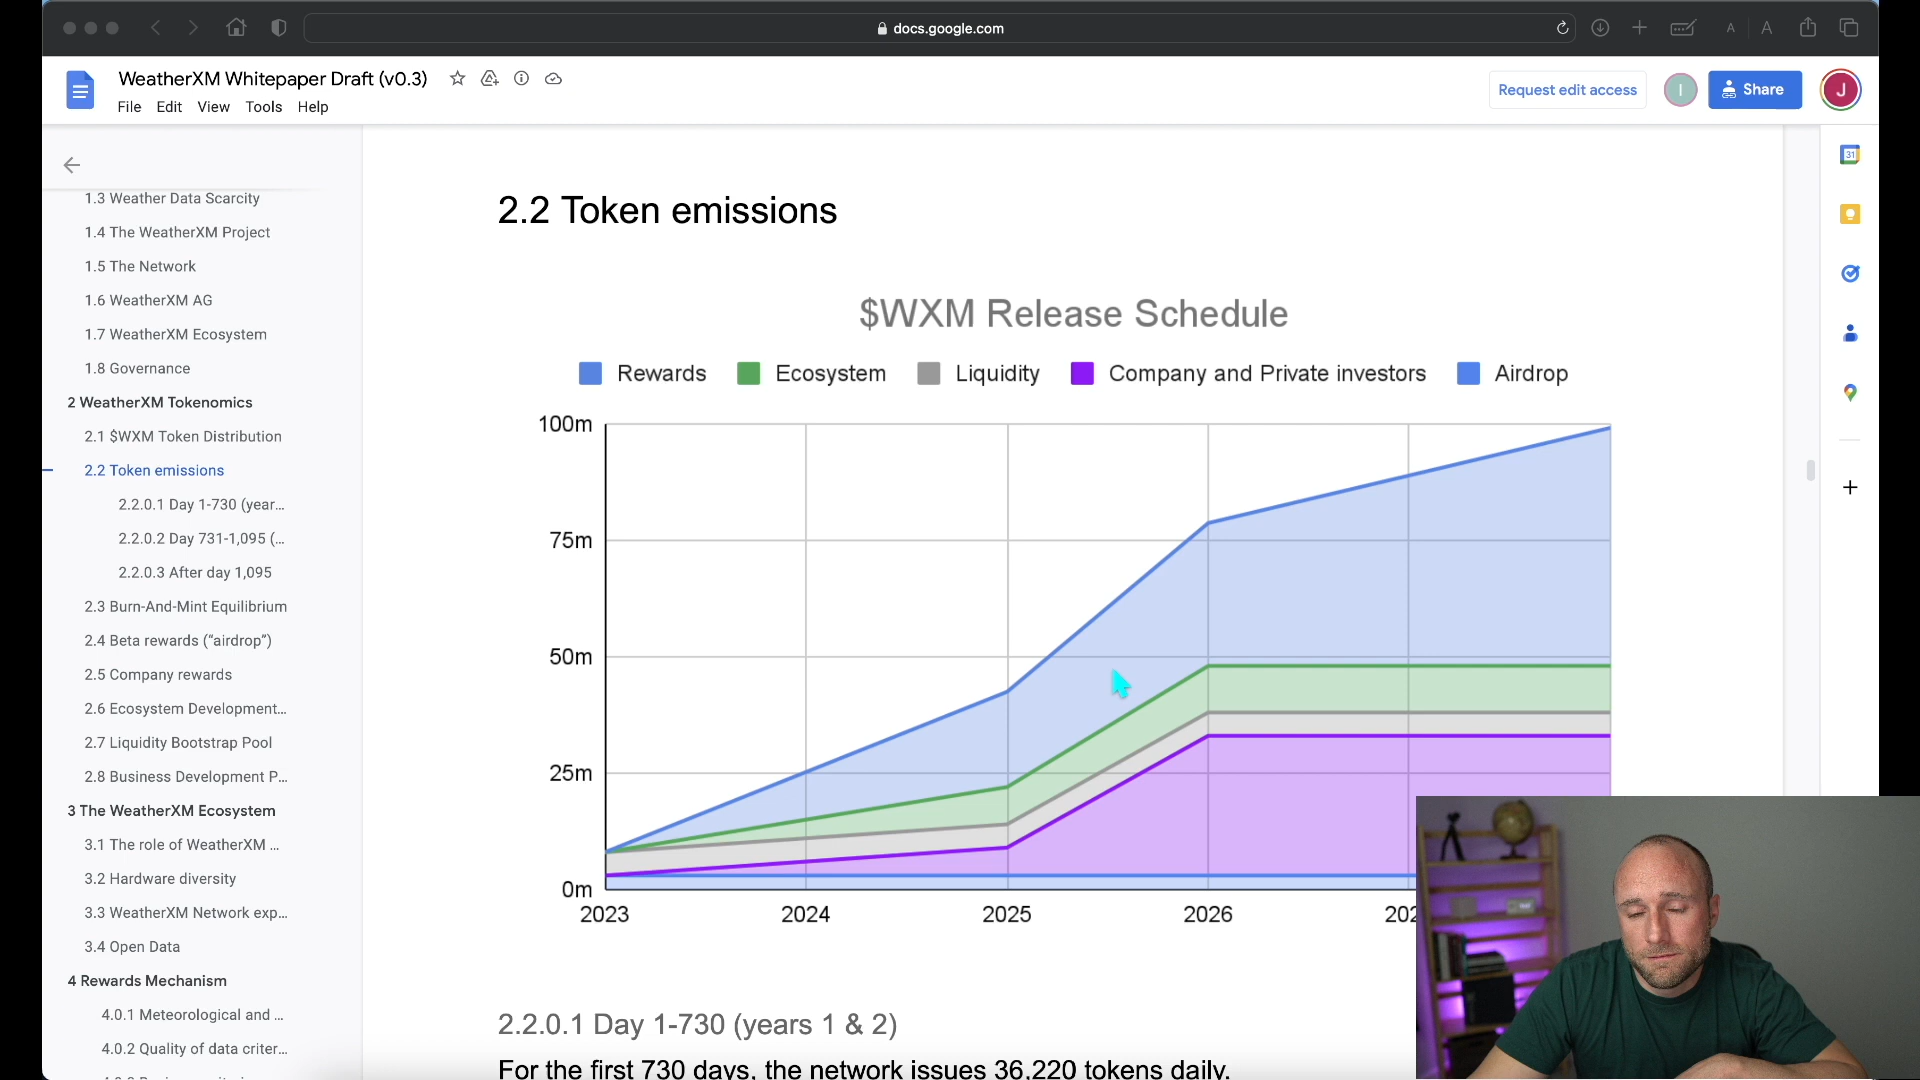 docs.google.com
A A
WeatherXM Whitepaper Draft (v0.3)
File Edit View Tools Help
Request edit access
I
Share
J
31
1.3 Weather Data Scarcity
1.4 The WeatherXM Project
1.5 The Network
1.6 WeatherXM AG
1.7 WeatherXM Ecosystem
1.8 Governance
2 WeatherXM Tokenomics
2.1 $WXM Token Distribution
2.2 Token emissions
2.2.0.1 Day 1-730 (year...
2.2.0.2 Day 731-1,095 (...
2.2.0.3 After day 1,095
2.3 Burn-And-Mint Equilibrium
2.4 Beta rewards (“airdrop”)
2.5 Company rewards
2.6 Ecosystem Development...
2.7 Liquidity Bootstrap Pool
2.8 Business Development P...
3 The WeatherXM Ecosystem
3.1 The role of WeatherXM ...
3.2 Hardware diversity
3.3 WeatherXM Network exp...
3.4 Open Data
4 Rewards Mechanism
4.0.1 Meteorological and ...
4.0.2 Quality of data criter...
2.2 Token emissions
$WXM Release Schedule
Rewards Ecosystem Liquidity Company and Private investors Airdrop
100m
75m
50m
25m
0m
2023 2024 2025 2026 202
2.2.0.1 Day 1-730 (years 1 & 2)
For the first 730 days, the network issues 36,220 tokens daily.